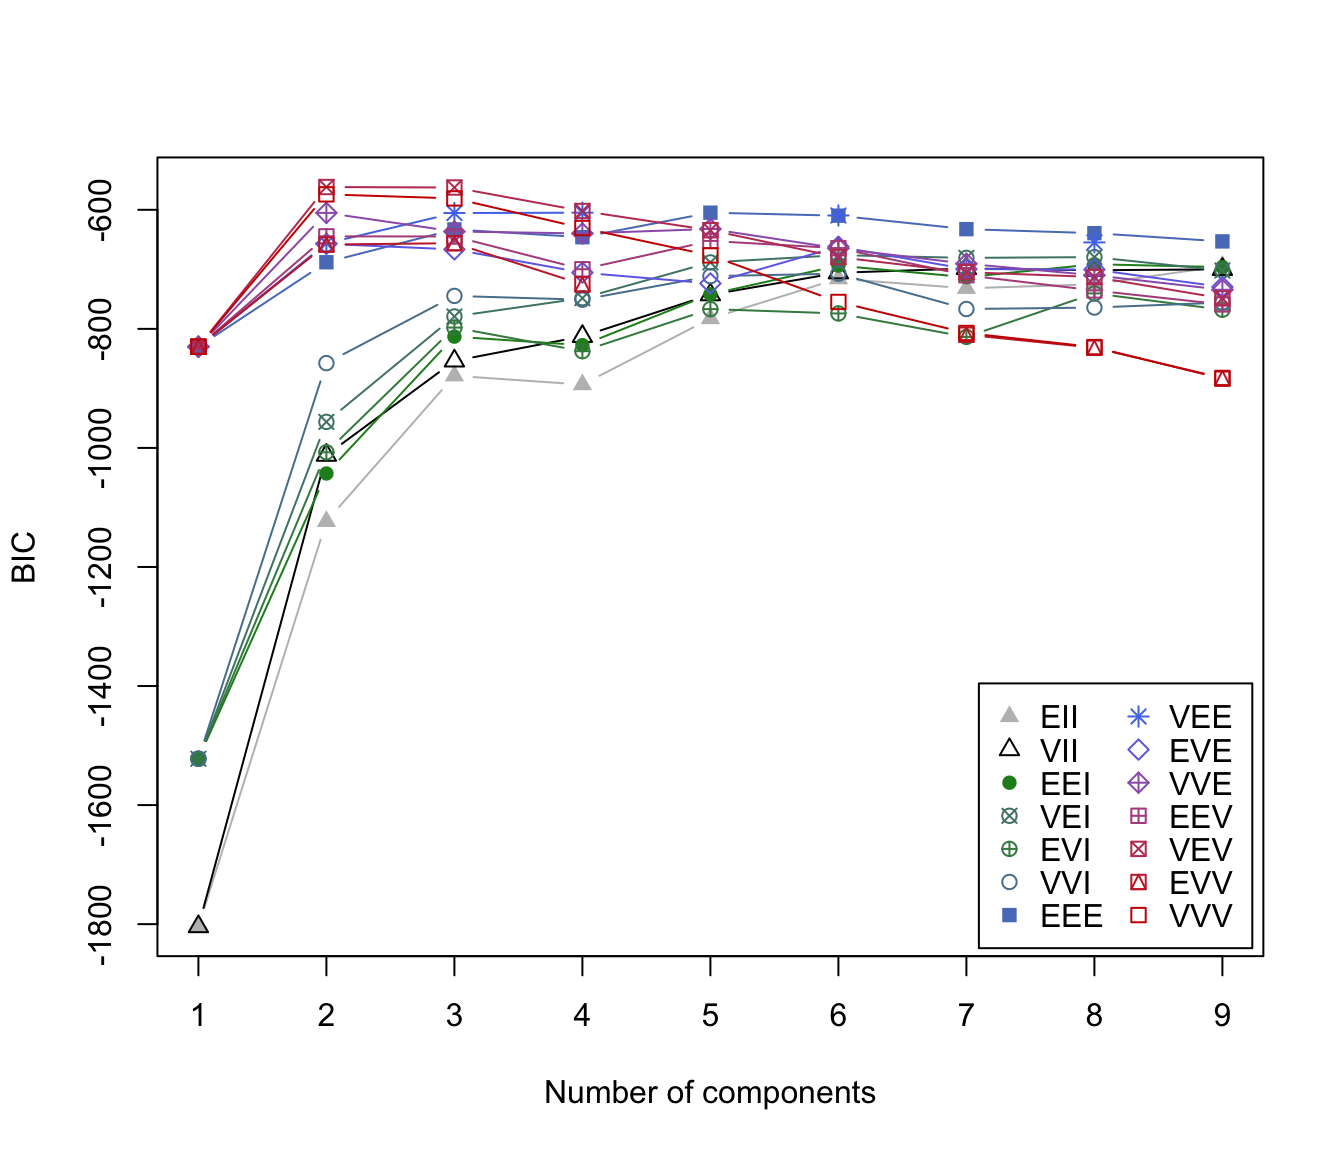 BIC
-600
-800
-1000
-1200
-1400
-1600
-1800
1 2 3 4 5 6 7 8 9
Number of components
EII VEE
VII EVE
EEI VVE
VEI EEV
EVI VEV
VVI EVV
EEE VVV